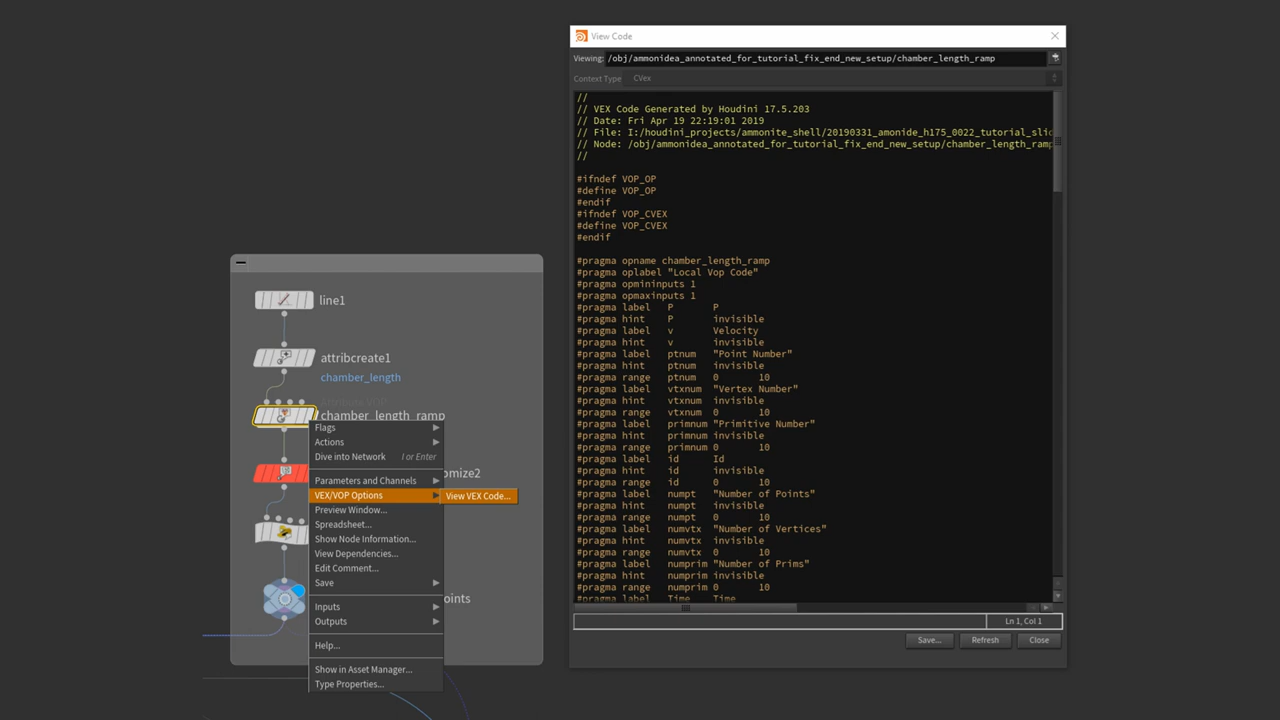 line1
attribcreate1
chamber_length
Attribute VOP
chamber_length_ramp
omize2
oints
Flags
Actions
Dive into Network I or Enter
Parameters and Channels
VEX/VOP Options
View VEX Code...
Preview Window...
Spreadsheet...
Show Node Information...
View Dependencies...
Edit Comment...
Save
Inputs
Outputs
Help...
Show in Asset Manager...
Type Properties...
View Code
Viewing: /obj/ammonidea_annotated_for_tutorial_fix_end_new_setup/chamber_length_ramp
Context Type CVex
//
// VEX Code Generated by Houdini 17.5.203
// Date: Fri Apr 19 22:19:01 2019
// File: I:/houdini_projects/ammonite_shell/20190331_amonide_h175_0022_tutorial_slic
// Node: /obj/ammonidea_annotated_for_tutorial_fix_end_new_setup/chamber_length_ramp
//
#ifndef VOP_OP
#define VOP_OP
#endif
#ifndef VOP_CVEX
#define VOP_CVEX
#endif
#pragma opname chamber_length_ramp
#pragma oplabel "Local Vop Code"
#pragma opmininputs 1
#pragma opmaxinputs 1
#pragma label P P
#pragma hint P invisible
#pragma label v Velocity
#pragma hint v invisible
#pragma label ptnum "Point Number"
#pragma hint ptnum invisible
#pragma range ptnum 0 10
#pragma label vtxnum "Vertex Number"
#pragma hint vtxnum invisible
#pragma range vtxnum 0 10
#pragma label primnum "Primitive Number"
#pragma hint primnum invisible
#pragma range primnum 0 10
#pragma label id Id
#pragma hint id invisible
#pragma range id 0 10
#pragma label numpt "Number of Points"
#pragma hint numpt invisible
#pragma range numpt 0 10
#pragma label numvtx "Number of Vertices"
#pragma hint numvtx invisible
#pragma range numvtx 0 10
#pragma label numprim "Number of Prims"
#pragma hint numprim invisible
#pragma range numprim 0 10
#pragma label Time Time
Ln 1, Col 1
Save... Refresh Close